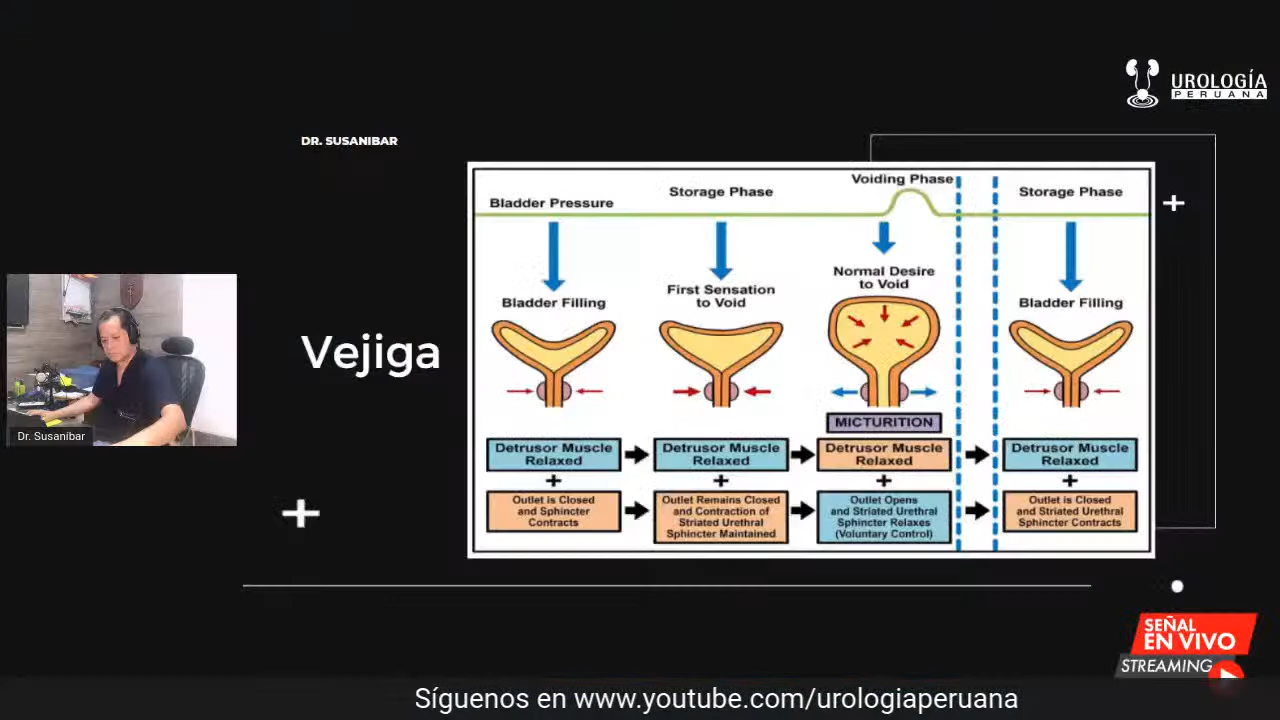 UROLOGÍA
PERUANA
DR. SUSANIBAR
Vejiga
Dr. Susaníbar
Bladder Pressure
Storage Phase
Voiding Phase
Storage Phase
Bladder Filling
First Sensation
to Void
Normal Desire
to Void
Bladder Filling
MICTURITION
Detrusor Muscle
Relaxed
Detrusor Muscle
Relaxed
Detrusor Muscle
Relaxed
Detrusor Muscle
Relaxed
+
+
+
+
Outlet is Closed
and Sphincter
Contracts
Outlet Remains Closed
and Contraction of
Striated Urethral
Sphincter Maintained
Outlet Opens
and Striated Urethral
Sphincter Relaxes
(Voluntary Control)
Outlet is Closed
and Striated Urethral
Sphincter Contracts
SEÑAL
EN VIVO
STREAMING
Síguenos en www.youtube.com/urologiaperuana